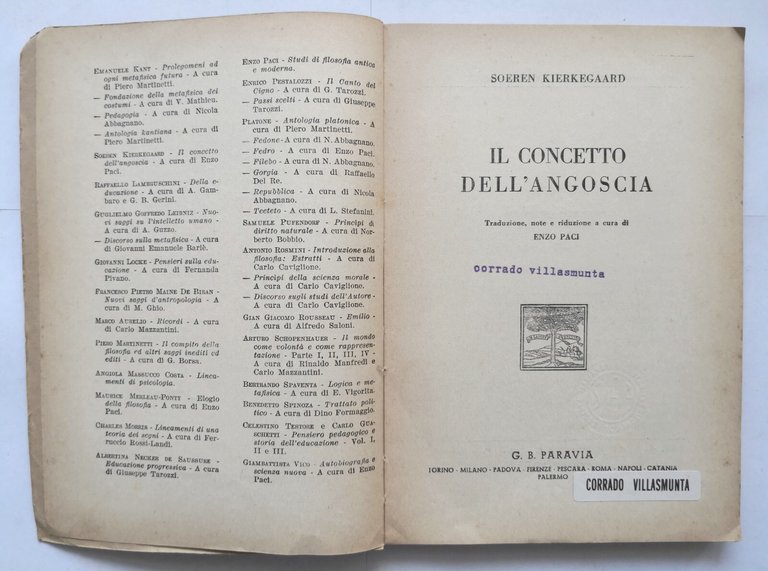 EMANUELE KANT - Prolegomeni ad
ogni metafisica futura - A cura
di Piero Martinetti.
— Fondazione della metafisica dei
costumi - A cura di V. Mathieu.
— Pedagogia - A cura di Nicola
Abbagnano.
— Antologia kantiana - A cura di
Piero Martinetti.
SOEREN KIERKEGAARD - Il concetto
dell'angoscia - A cura di Enzo
Paci.
RAFFAELLO LAMBRUSCHINI - Della e-
ducazione - A cura di A. Gam-
baro e G. B. Gerini.
GUGLIELMO GOFFREDO LEIBNIZ - Nuo-
vi saggi su l'intelletto umano -
A cura di A. Guzzo.
— Discorso sulla metafisica - A cura
di Giovanni Emanuele Bariè.
GIOVANNI LOCKE - Pensieri sulla edu-
cazione - A cura di Fernanda
Pivano.
FRANCESCO PIETRO MAINE DE BIRAN -
Nuovi saggi d'antropologia - A
cura di M. Ghio.
MARCO AURELIO - Ricordi - A cura di
Carlo Mazzantini.
PIERO MARTINETTI - Il compito della
filosofia ed altri saggi inediti ed
editi - A cura di G. Borsa.
ANGIOLA MASSUCCO COSTA - Linea-
menti di psicologia.
MAURICE MERLEAU-PONTY - Elogio
della filosofia - A cura di Enzo
Paci.
CHARLES MORRIS - Lineamenti di una
teoria dei segni - A cura di Fer-
ruccio Rossi-Landi.
ALBERTINA NECKER DE SAUSSURE -
Educazione progressiva - A cura
di Giuseppe Tarozzi.
ENZO PACI - Studi di filosofia antica
e moderna.
ENRICO PESTALOZZI - Il Canto del
Cigno - A cura di G. Tarozzi.
— Passi scelti - A cura di Giuseppe
Tarozzi.
PLATONE - Antologia platonica - A
cura di Piero Martinetti.
— Fedone - A cura di N. Abbagnano.
— Fedro - A cura di Enzo Paci.
— Filebo - A cura di N. Abbagnano.
— Gorgia - A cura di Raffaello
Del Re.
— Repubblica - A cura di Nicola
Abbagnano.
— Teeteto - A cura di L. Stefanini.
SAMUELE PUFENDORF - Principi di
diritto naturale - A cura di Nor-
berto Bobbio.
ANTONIO ROSMINI - Introduzione alla
filosofia: Estratti - A cura di
Carlo Caviglione.
— Principi della scienza morale -
A cura di Carlo Caviglione.
— Discorso sugli studi dell'Autore -
A cura di Carlo Caviglione.
GIAN GIACOMO ROUSSEAU - Emilio -
A cura di Alfredo Saloni.
ARTURO SCHOPENHAUER - Il mondo
come volontà e come rappresen-
tazione - Parte I, II, III, IV -
A cura di Rinaldo Manfredi e
Carlo Mazzantini.
BERTRANDO SPAVENTA - Logica e me-
tafisica - A cura di E. Vigorita.
BENEDETTO SPINOZA - Trattato poli-
tico - A cura di Dino Formaggio.
CELESTINO TESTORE e CARLO GUA-
SCHETTI - Pensiero pedagogico e
storia dell'educazione - Vol. I,
II e III.
GIAMBATTISTA VICO - Autobiografia e
scienza nuova - A cura di Enzo
Paci.
SOEREN KIERKEGAARD
IL CONCETTO
DELL'ANGOSCIA
Traduzione, note e riduzione a cura di
ENZO PACI
corrado villasmunta
G. B. PARAVIA
TORINO - MILANO - PADOVA - FIRENZE - PESCARA - ROMA - NAPOLI - CATANIA
PALERMO
CORRADO VILLASMUNTA